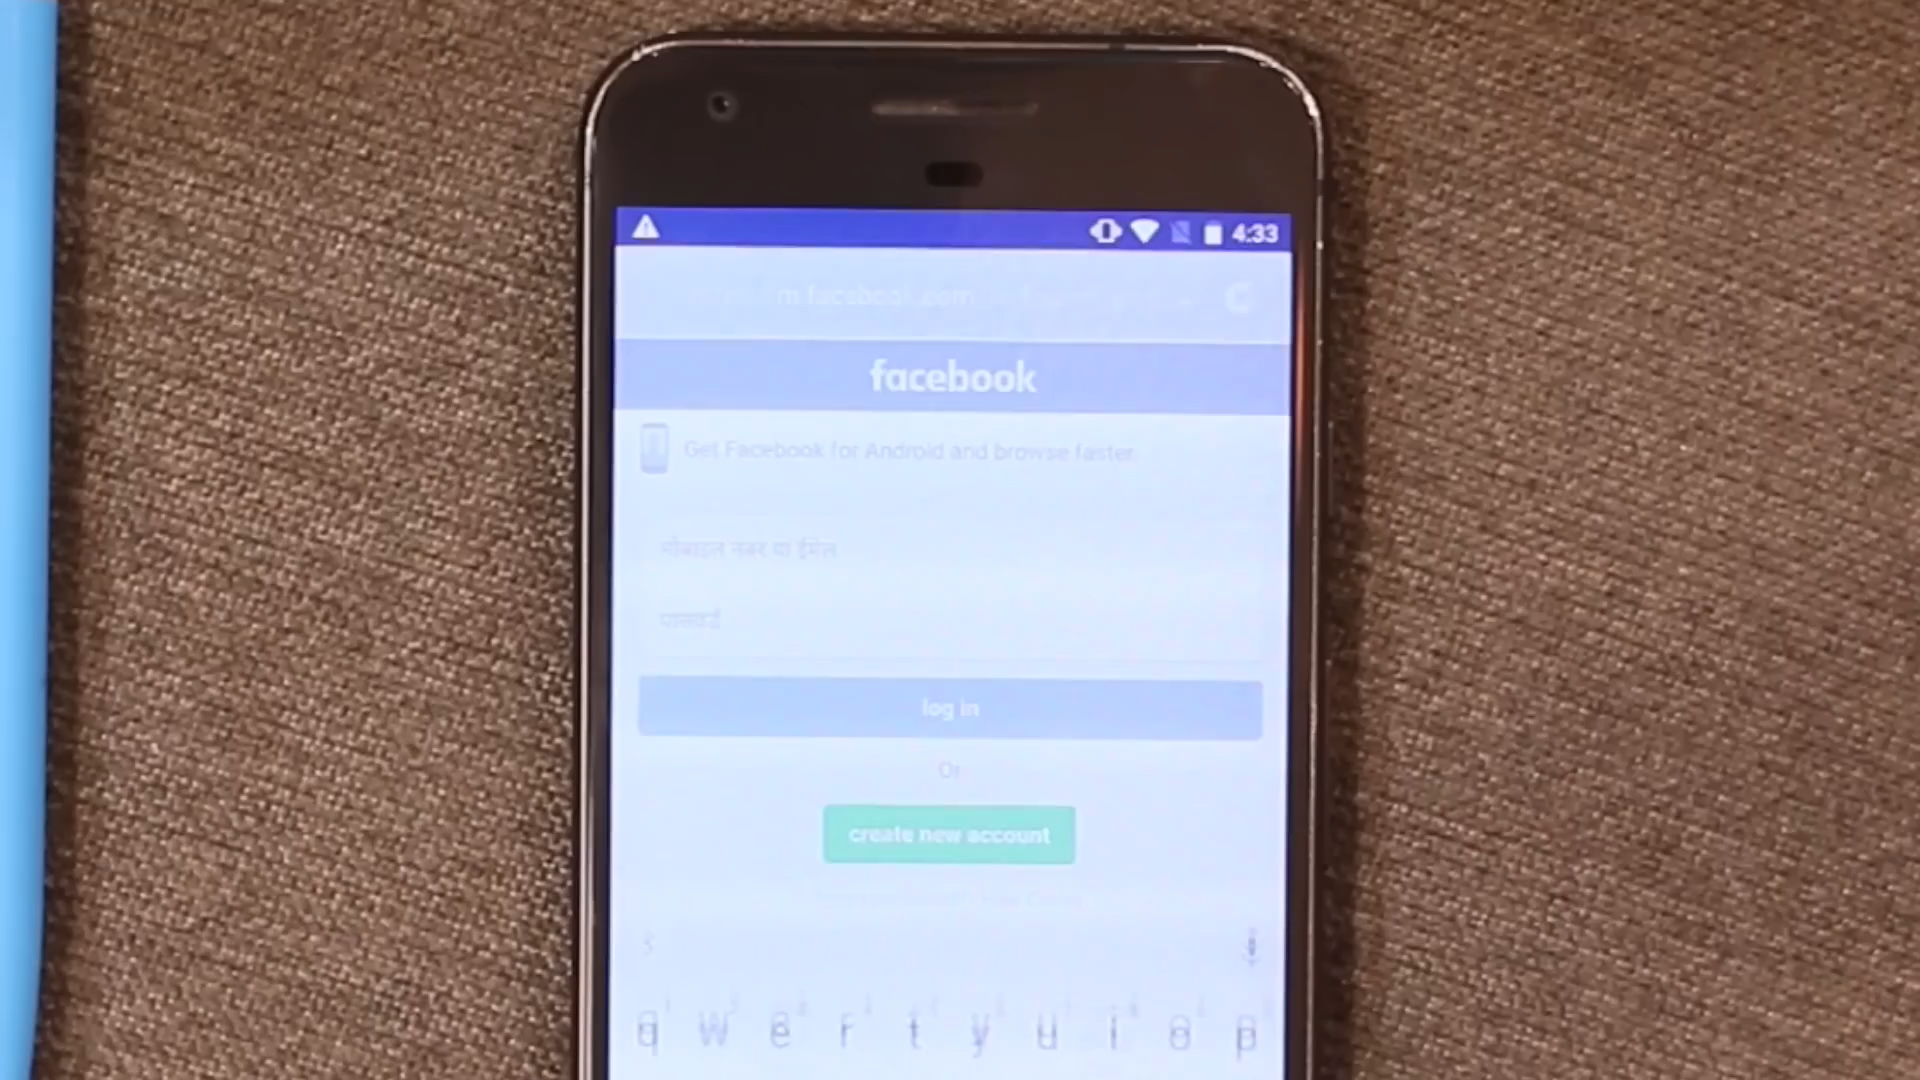 4:33
m.facebook.com
facebook
Get Facebook for Android and browse faster.
मोबाइल नंबर या ईमेल
पासवर्ड
log in
Or
create new account
q w e r t y u i o p